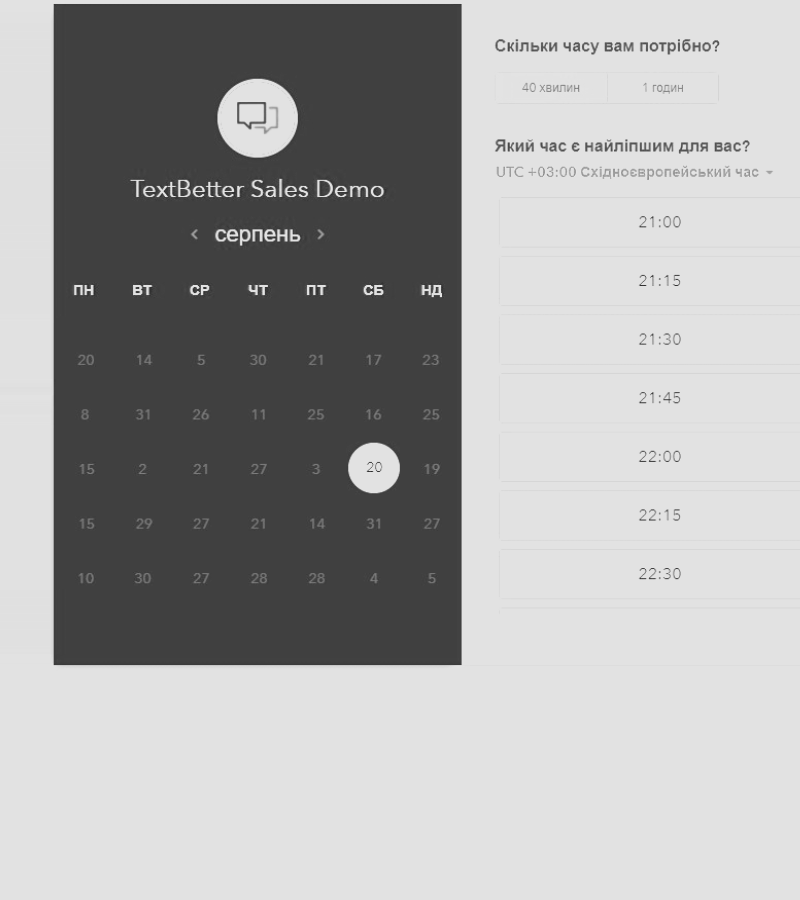 TextBetter Sales Demo
серпень
ПН ВТ СР ЧТ ПТ СБ НД
20 14 5 30 21 17 23
8 31 26 11 25 16 25
15 2 21 27 3 20 19
15 29 27 21 14 31 27
10 30 27 28 28 4 5
Скільки часу вам потрібно?
40 хвилин 1 годин
Який час є найліпшим для вас?
UTC +03:00 Східноєвропейський час
21:00
21:15
21:30
21:45
22:00
22:15
22:30